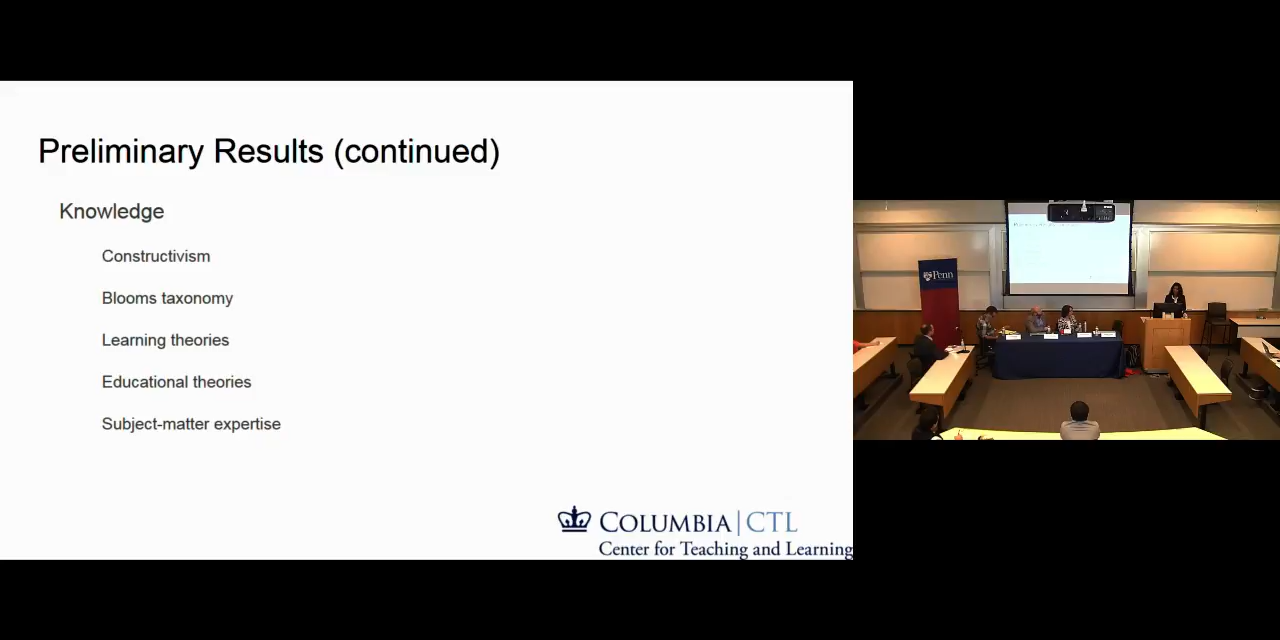 Preliminary Results (continued)
Knowledge
Constructivism
Blooms taxonomy
Learning theories
Educational theories
Subject-matter expertise
COLUMBIA | CTL
Center for Teaching and Learning
Penn